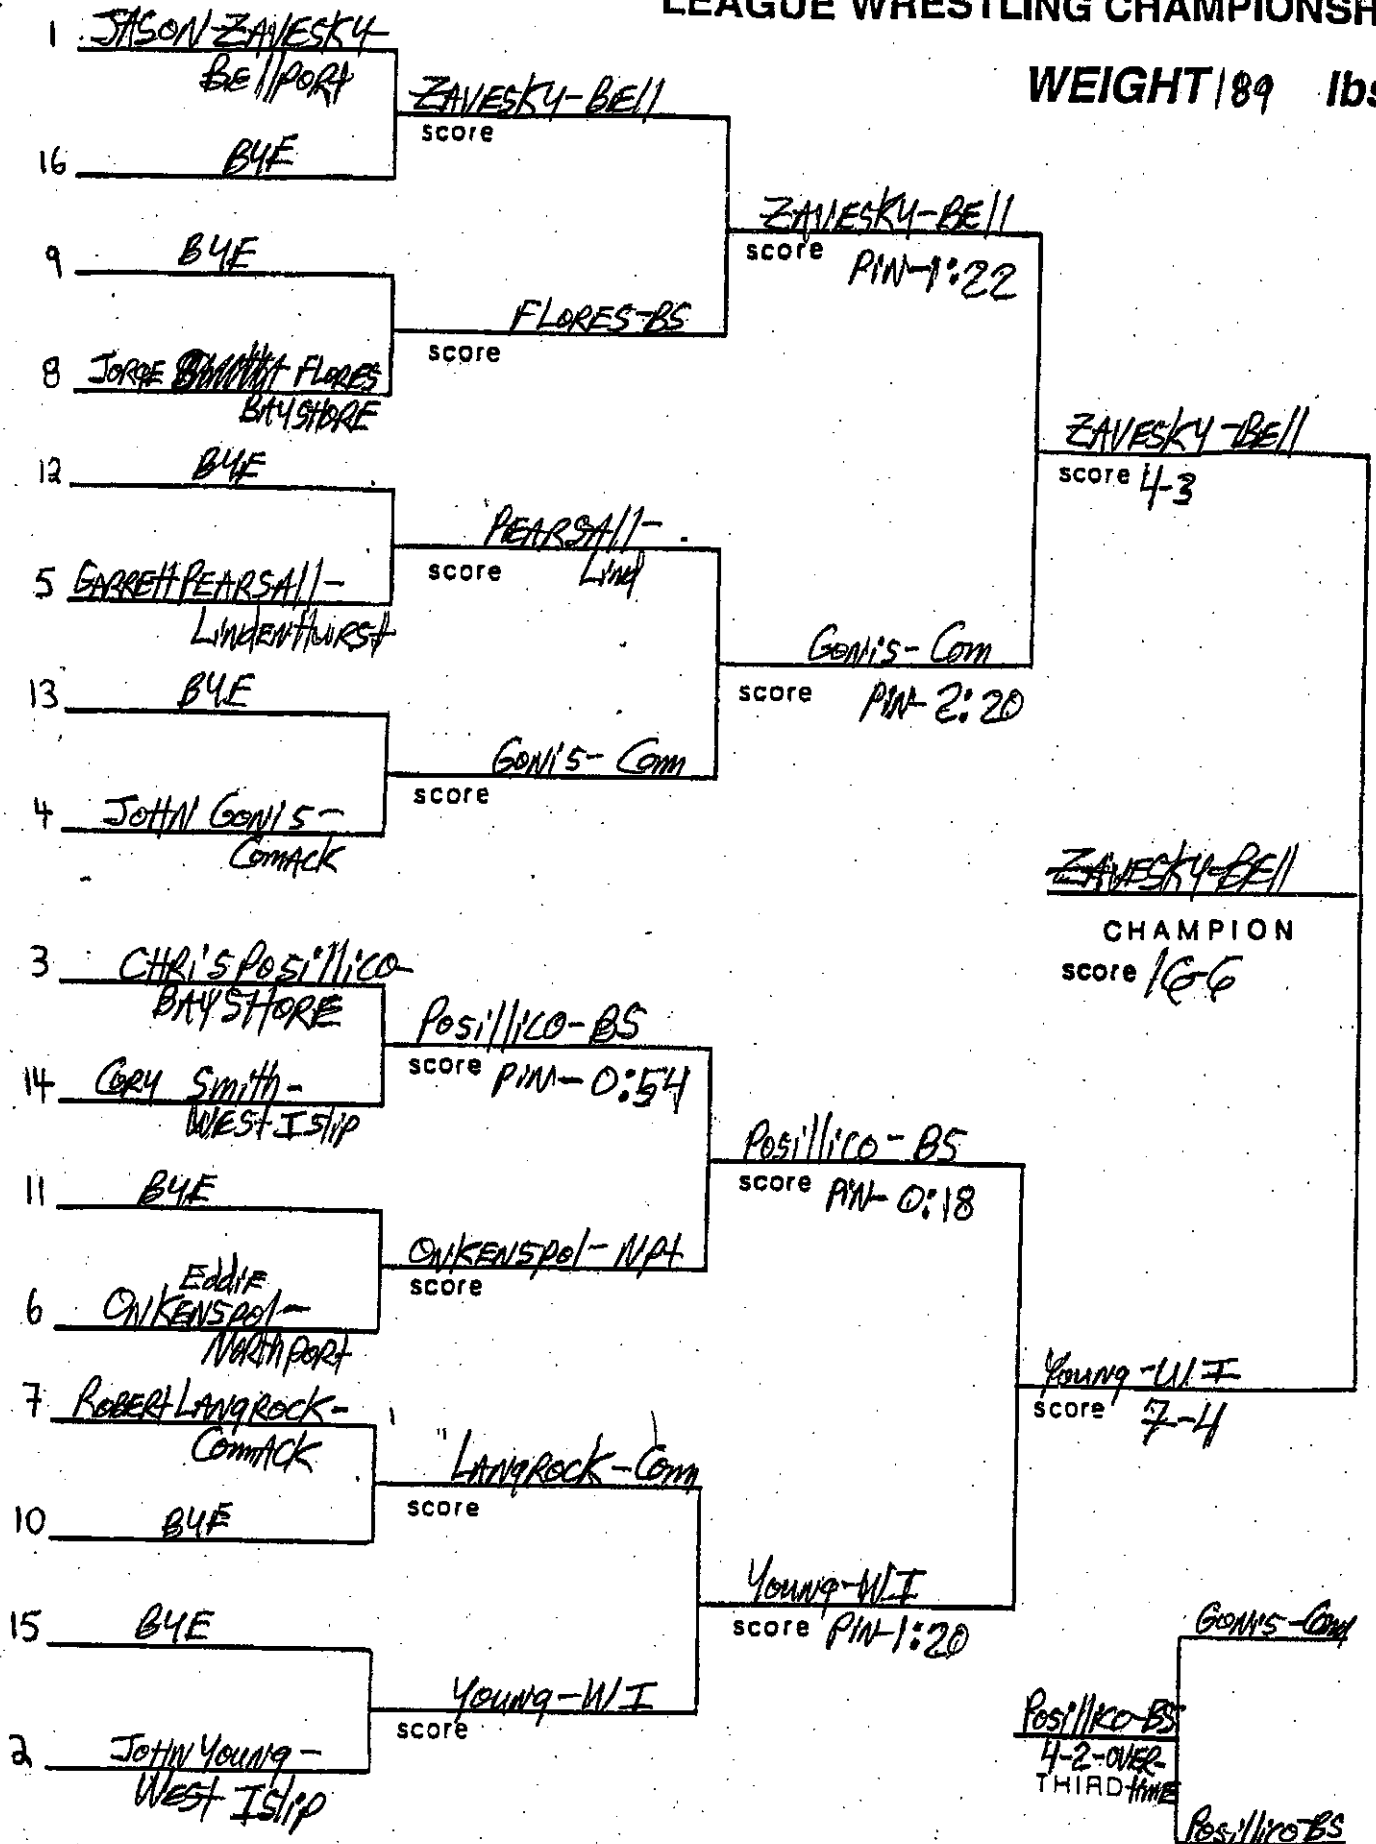 LEAGUE WRESTLING CHAMPIONSH
WEIGHT 189 lbs
1 JASON ZAVESKY-
BEllPORT
ZAVESKY-BEll
score
16 BYE
ZAVESKY-BEll
score PIN-1:22
9 BYE
FLORES-BS
score
8 JORGE FLORES
BAYSHORE
ZAVESKY-BEll
score 4-3
12 BYE
PEARSAll-
Lind
score
5 GARRETT PEARSAll-
LINDENHURST
GONIS-Com
score PIN-2:20
13 BYE
GONIS-Comm
score
4 JOHN GONIS-
ComACK
ZAVESKY-BEll
CHAMPION
score 16-6
3 CHRIS POSIllICO-
BAYSHORE
POSIllICO-BS
score PIN-0:54
14 CORY Smith-
WEST ISlip
POSIllICO-BS
score PIN-0:18
11 BYE
ONKENSPOl-NPt
score
6 Eddie
ONKENSPOl-
NORTHPORT
Young-WI
score 7-4
7 ROBERT LANGROCK-
CommACK
LANGROCK-Comm
score
10 BYE
Young-WI
score PIN-1:20
15 BYE
Young-WI
score
2 JOHN YOUNG-
WEST ISlip
GONIS-Com
POSIllICO-BS
4-2-OVER-
THIRD TIME
POSIllICO-BS